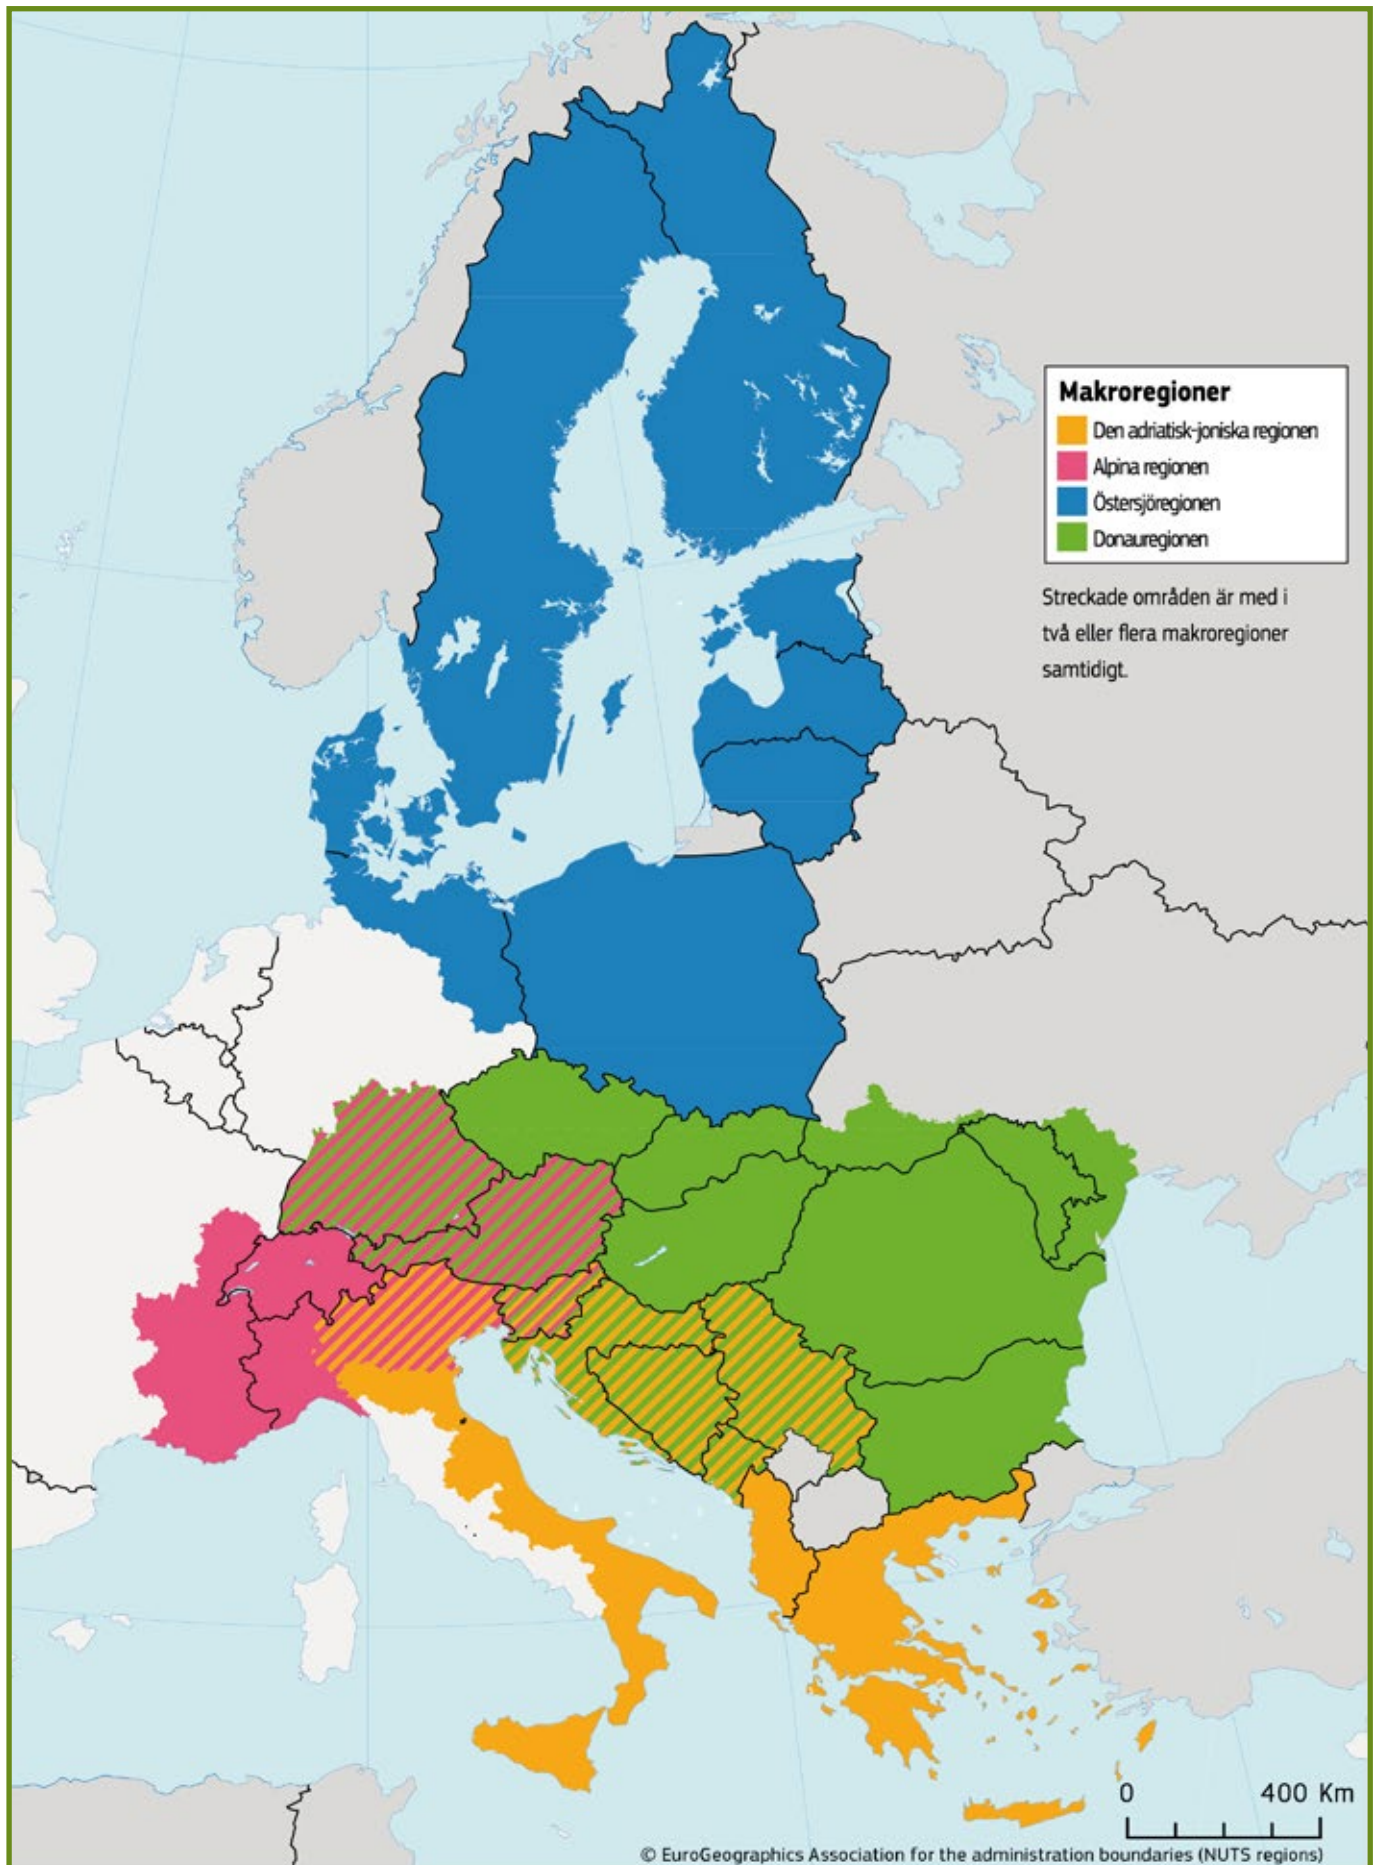 Makroregioner
Den adriatisk-joniska regionen
Alpina regionen
Östersjöregionen
Donauregionen
Streckade områden är med i
två eller flera makroregioner
samtidigt.
0 400 Km
© EuroGeographics Association for the administration boundaries (NUTS regions)